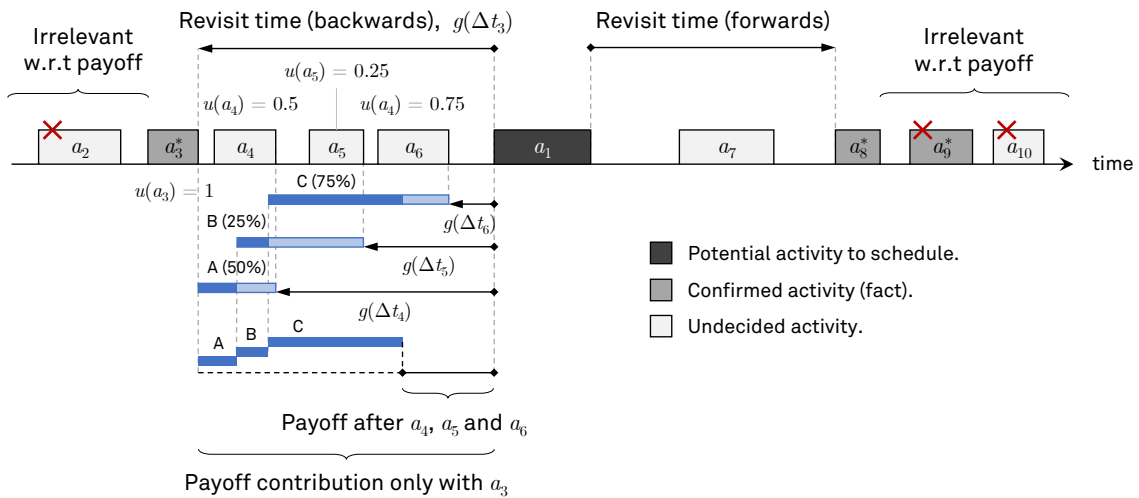 Revisit time (backwards), g(Δt₃)
Revisit time (forwards)
Irrelevant
w.r.t payoff
Irrelevant
w.r.t payoff
u(a₅) = 0.25
u(a₄) = 0.5
u(a₄) = 0.75
a₂
a₃*
a₄
a₅
a₆
a₁
a₇
a₈*
a₉*
a₁₀
time
u(a₃) = 1
C (75%)
g(Δt₆)
B (25%)
g(Δt₅)
A (50%)
g(Δt₄)
A
B
C
Potential activity to schedule.
Confirmed activity (fact).
Undecided activity.
Payoff after a₄, a₅ and a₆
Payoff contribution only with a₃